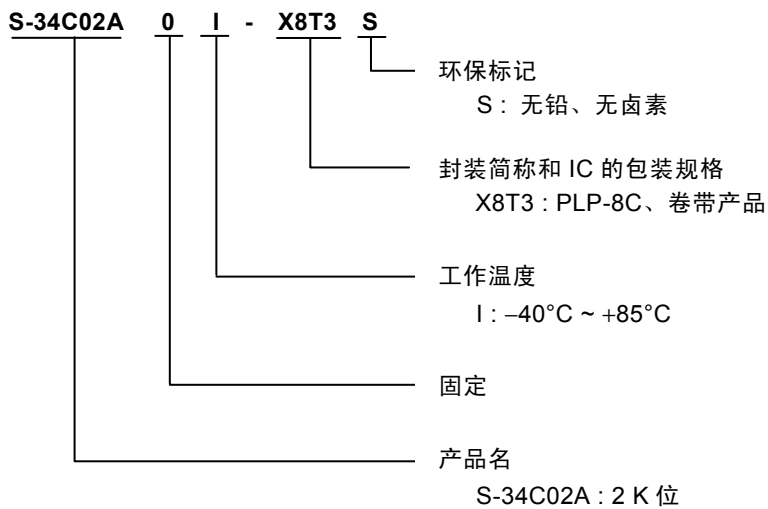 S-34C02A 0 I - X8T3 S
环保标记
S : 无铅、无卤素
封装简称和 IC 的包装规格
X8T3 : PLP-8C、卷带产品
工作温度
I : −40°C ~ +85°C
固定
产品名
S-34C02A : 2 K 位